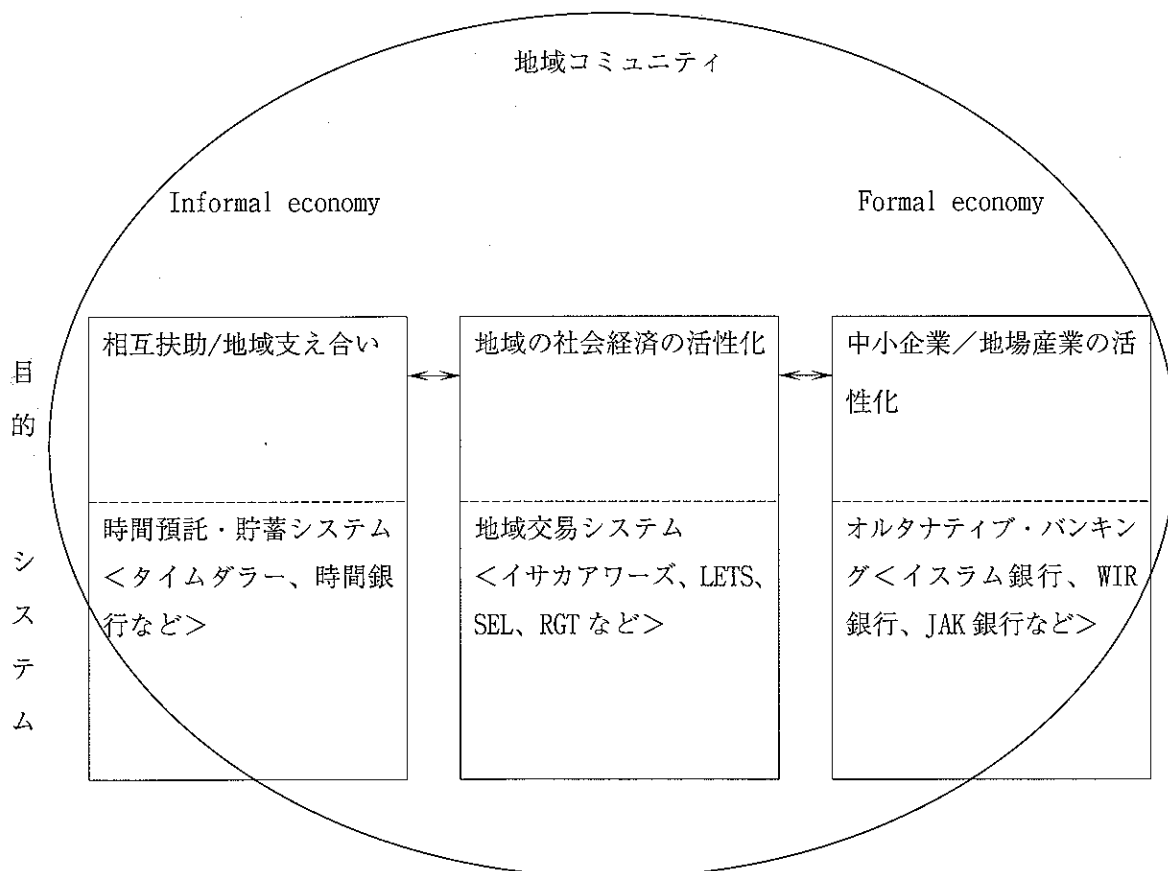 地域コミュニティ
Informal economy
Formal economy
目的
システム
相互扶助/地域支え合い
時間預託・貯蓄システム
＜タイムダラー、時間銀
行など＞
地域の社会経済の活性化
地域交易システム
＜イサカアワーズ、LETS、
SEL、RGT など＞
中小企業／地場産業の活
性化
オルタナティブ・バンキン
グ＜イスラム銀行、WIR
銀行、JAK 銀行など＞